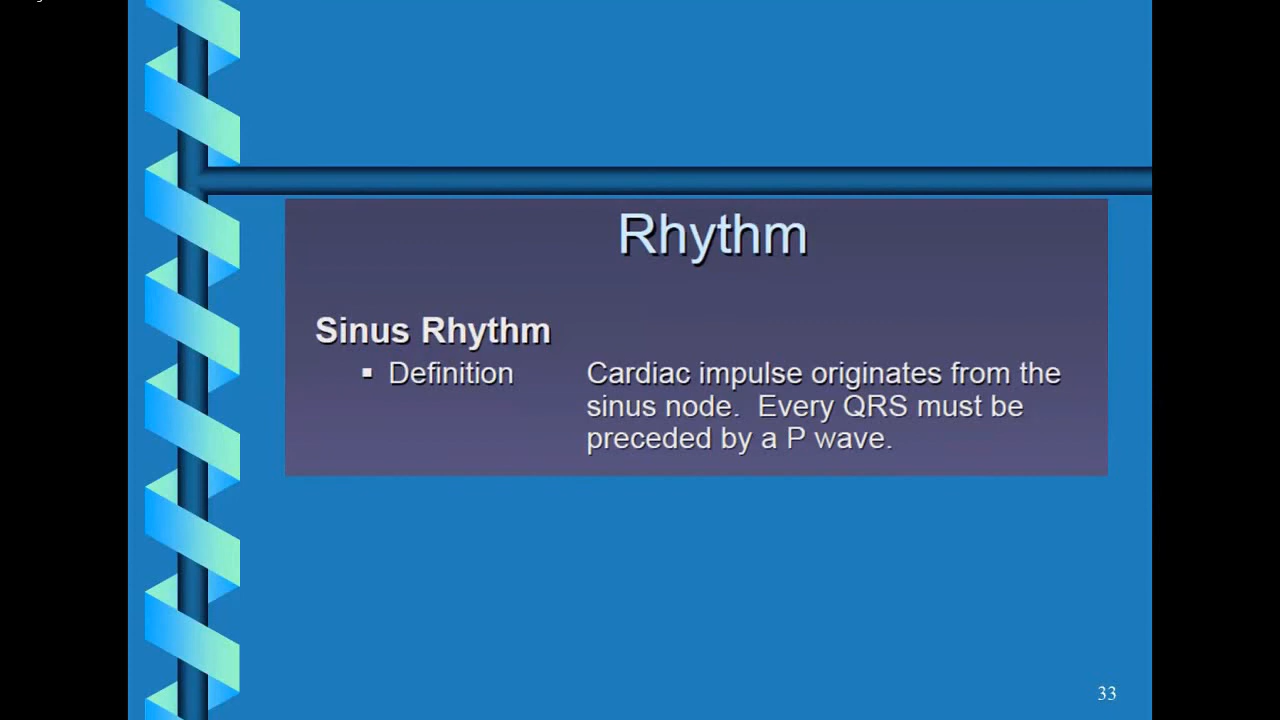 Rhythm
Sinus Rhythm
▪ Definition
Cardiac impulse originates from the
sinus node. Every QRS must be
preceded by a P wave.
33